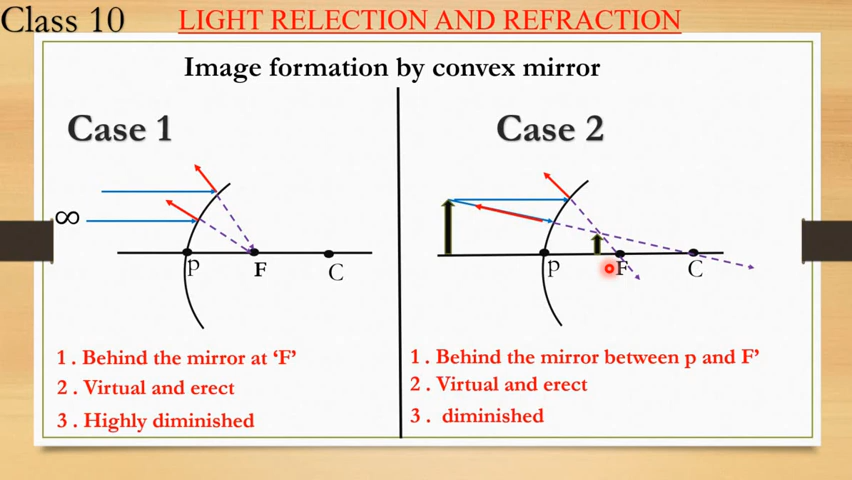 Class 10
LIGHT RELECTION AND REFRACTION
Image formation by convex mirror
Case 1
∞
p
F
C
1 . Behind the mirror at ‘F’
2 . Virtual and erect
3 . Highly diminished
Case 2
p
F
C
1 . Behind the mirror between p and F’
2 . Virtual and erect
3 . diminished